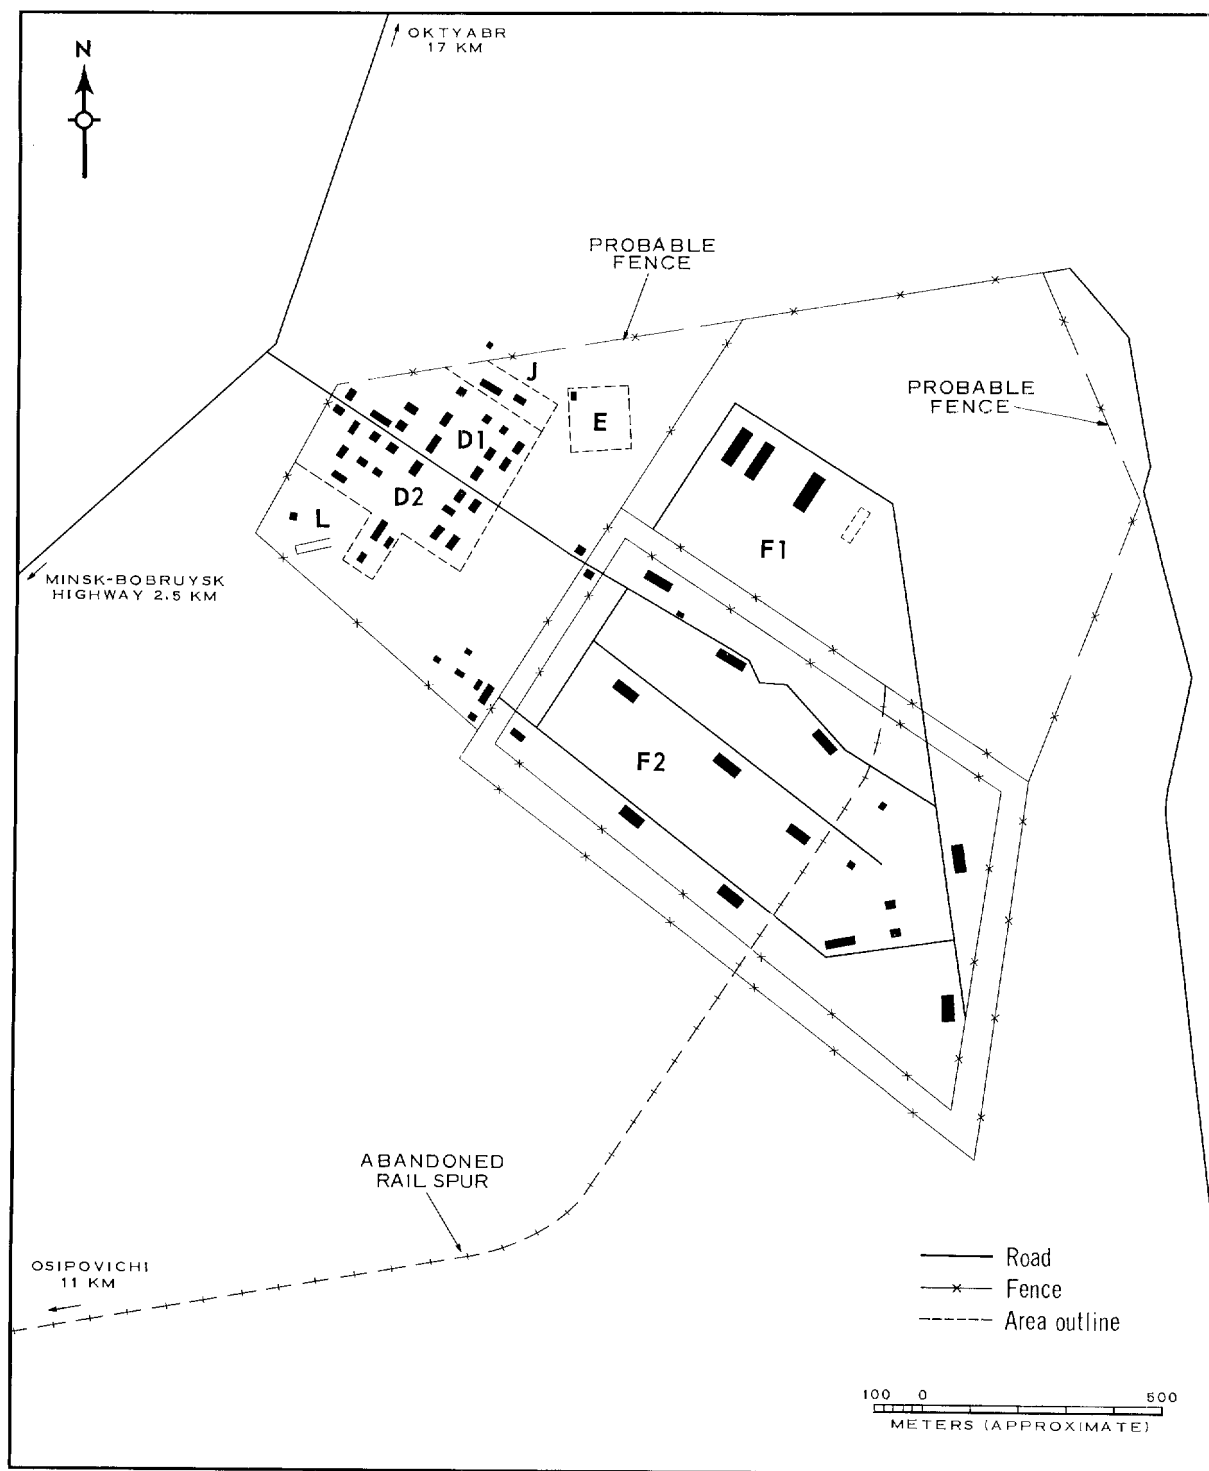 OKTYABR
17 KM
N
PROBABLE
FENCE
PROBABLE
FENCE
J
E
D1
D2
L
F1
MINSK-BOBRUYSK
HIGHWAY 2.5 KM
F2
ABANDONED
RAIL SPUR
OSIPOVICHI
11 KM
Road
Fence
Area outline
100 0 500
METERS (APPROXIMATE)